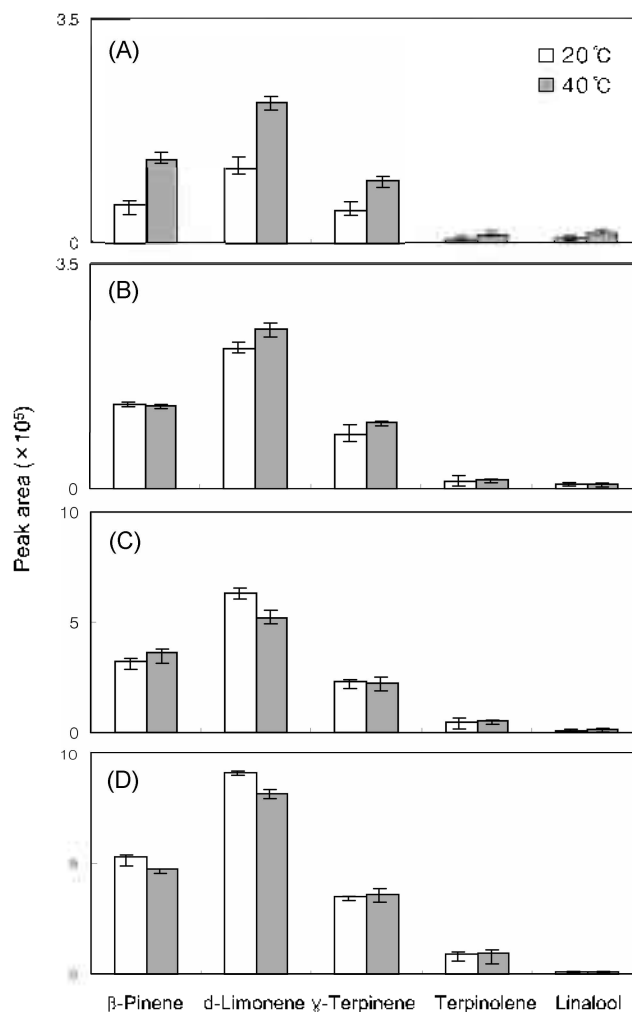 3.5
(A)
20℃
40℃
0
3.5
(B)
0
10
(C)
5
0
10
(D)
Peak area (×10⁵)
β-Pinene d-Limonene γ-Terpinene Terpinolene Linalool